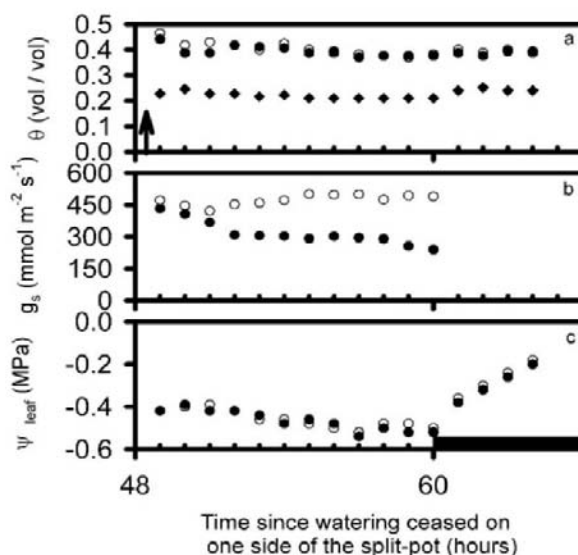 0.5
0.4
0.3
0.2
0.1
0.0
θ (vol / vol)
a
600
450
300
150
0
g s (mmol m-2 s-1)
b
0.0
-0.2
-0.4
-0.6
Ψ leaf (MPa)
c
48
60
Time since watering ceased on
one side of the split-pot (hours)